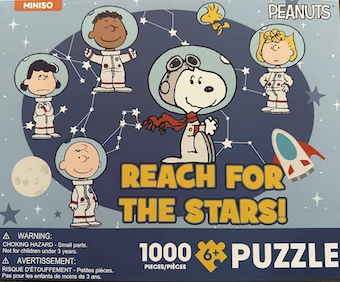 MINISO
PEANUTS
REACH FOR
THE STARS!
⚠ WARNING:
CHOKING HAZARD - Small parts.
Not for children under 3 years.
⚠ AVERTISSEMENT:
RISQUE D'ÉTOUFFEMENT - Petites pièces.
Pas pour les enfants de moins de 3 ans.
1000
PIECES/PIÈCES
6+
PUZZLE